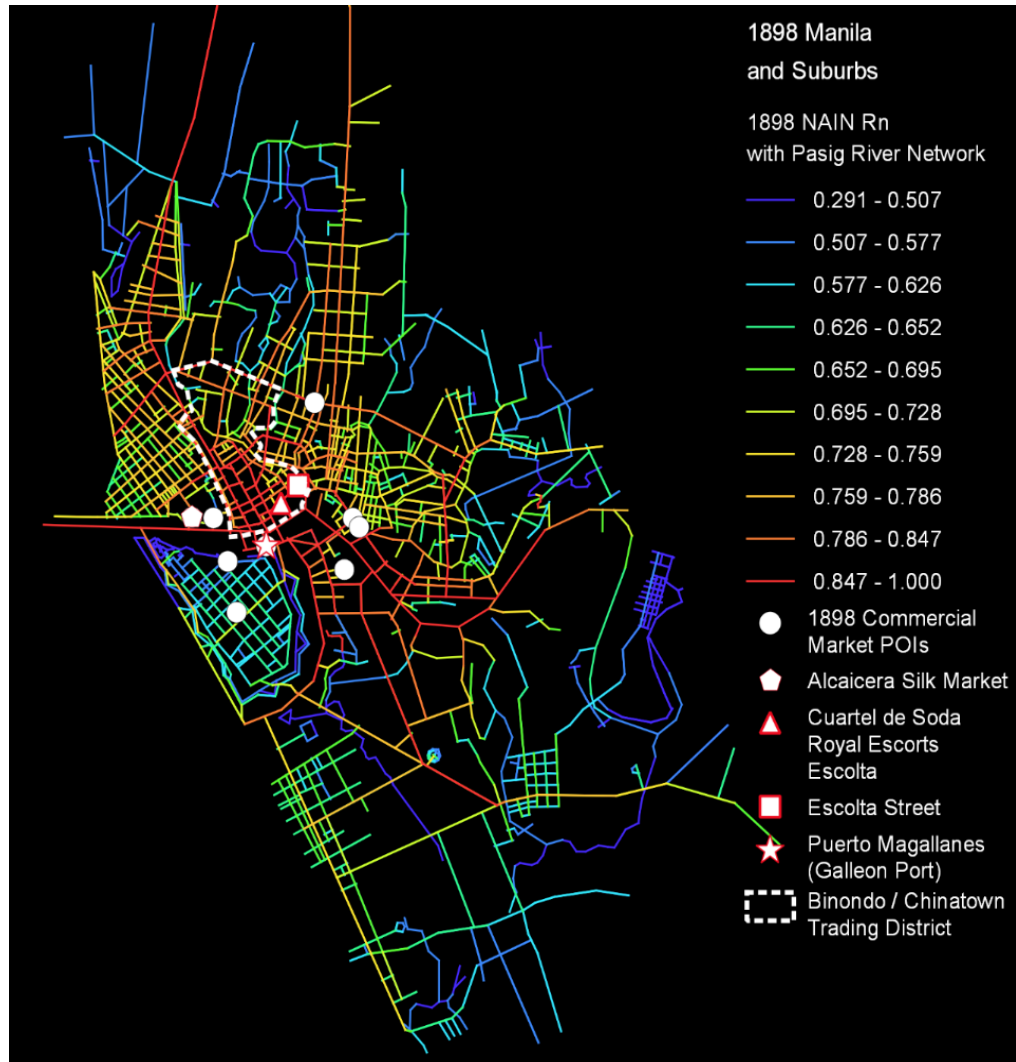 1898 Manila
and Suburbs
1898 NAIN Rn
with Pasig River Network
0.291 - 0.507
0.507 - 0.577
0.577 - 0.626
0.626 - 0.652
0.652 - 0.695
0.695 - 0.728
0.728 - 0.759
0.759 - 0.786
0.786 - 0.847
0.847 - 1.000
1898 Commercial
Market POIs
Alcaicera Silk Market
Cuartel de Soda
Royal Escorts
Escolta
Escolta Street
Puerto Magallanes
(Galleon Port)
Binondo / Chinatown
Trading District